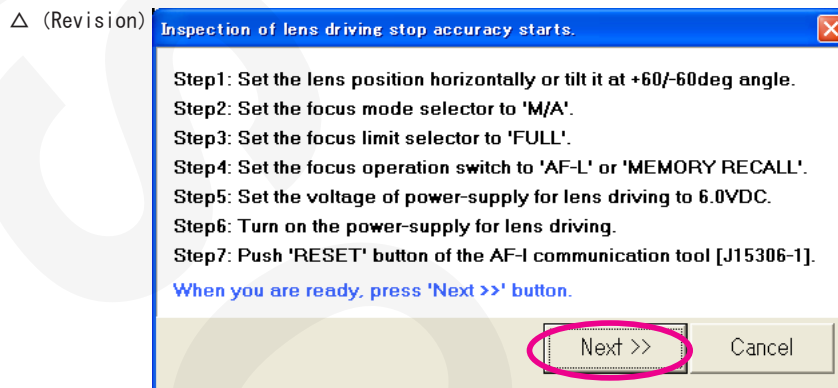 △ (Revision)
Inspection of lens driving stop accuracy starts.
Step1: Set the lens position horizontally or tilt it at +60/-60deg angle.
Step2: Set the focus mode selector to 'M/A'.
Step3: Set the focus limit selector to 'FULL'.
Step4: Set the focus operation switch to 'AF-L' or 'MEMORY RECALL'.
Step5: Set the voltage of power-supply for lens driving to 6.0VDC.
Step6: Turn on the power-supply for lens driving.
Step7: Push 'RESET' button of the AF-I communication tool [J15306-1].
When you are ready, press 'Next >>' button.
Next >> Cancel